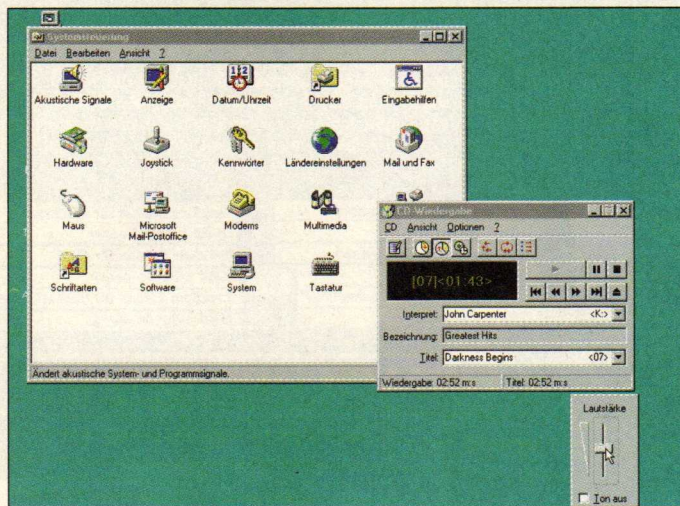 Systemsteuerung
Datei Bearbeiten Ansicht ?
Akustische Signale Anzeige Datum/Uhrzeit Drucker Eingabehilfen
Hardware Joystick Kennwörter Ländereinstellungen Mail und Fax
Maus Microsoft Mail-Postoffice Modems Multimedia
Schriftarten Software System Tastatur
Ändert akustische System- und Programmsignale.
CD-Wiedergabe
CD Ansicht Optionen ?
[07]<01:43>
Interpret: John Carpenter <K:>
Bezeichnung: Greatest Hits
Titel: Darkness Begins <07>
Wiedergabe: 02:52 m:s Titel: 02:52 m:s
Lautstärke
Ton aus